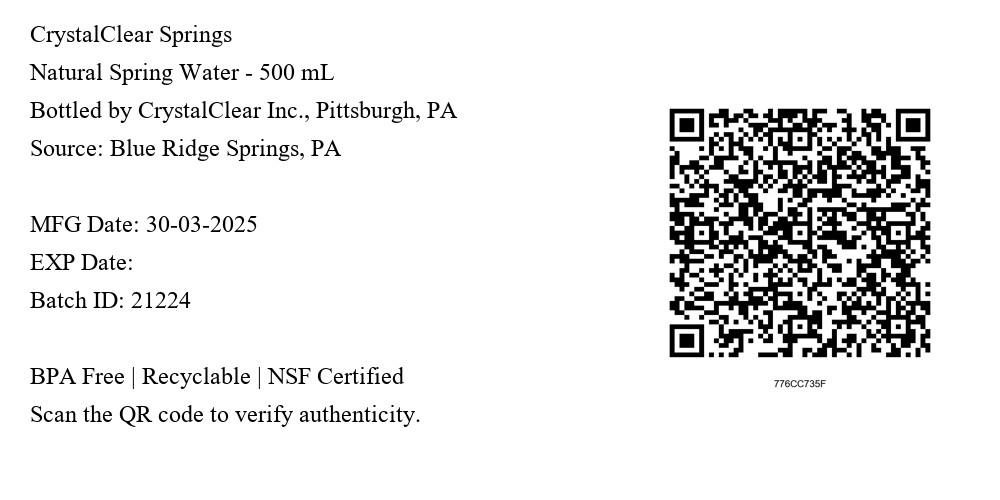 CrystalClear Springs
Natural Spring Water - 500 mL
Bottled by CrystalClear Inc., Pittsburgh, PA
Source: Blue Ridge Springs, PA
MFG Date: 30-03-2025
EXP Date:
Batch ID: 21224
BPA Free | Recyclable | NSF Certified
Scan the QR code to verify authenticity.
776CC735F